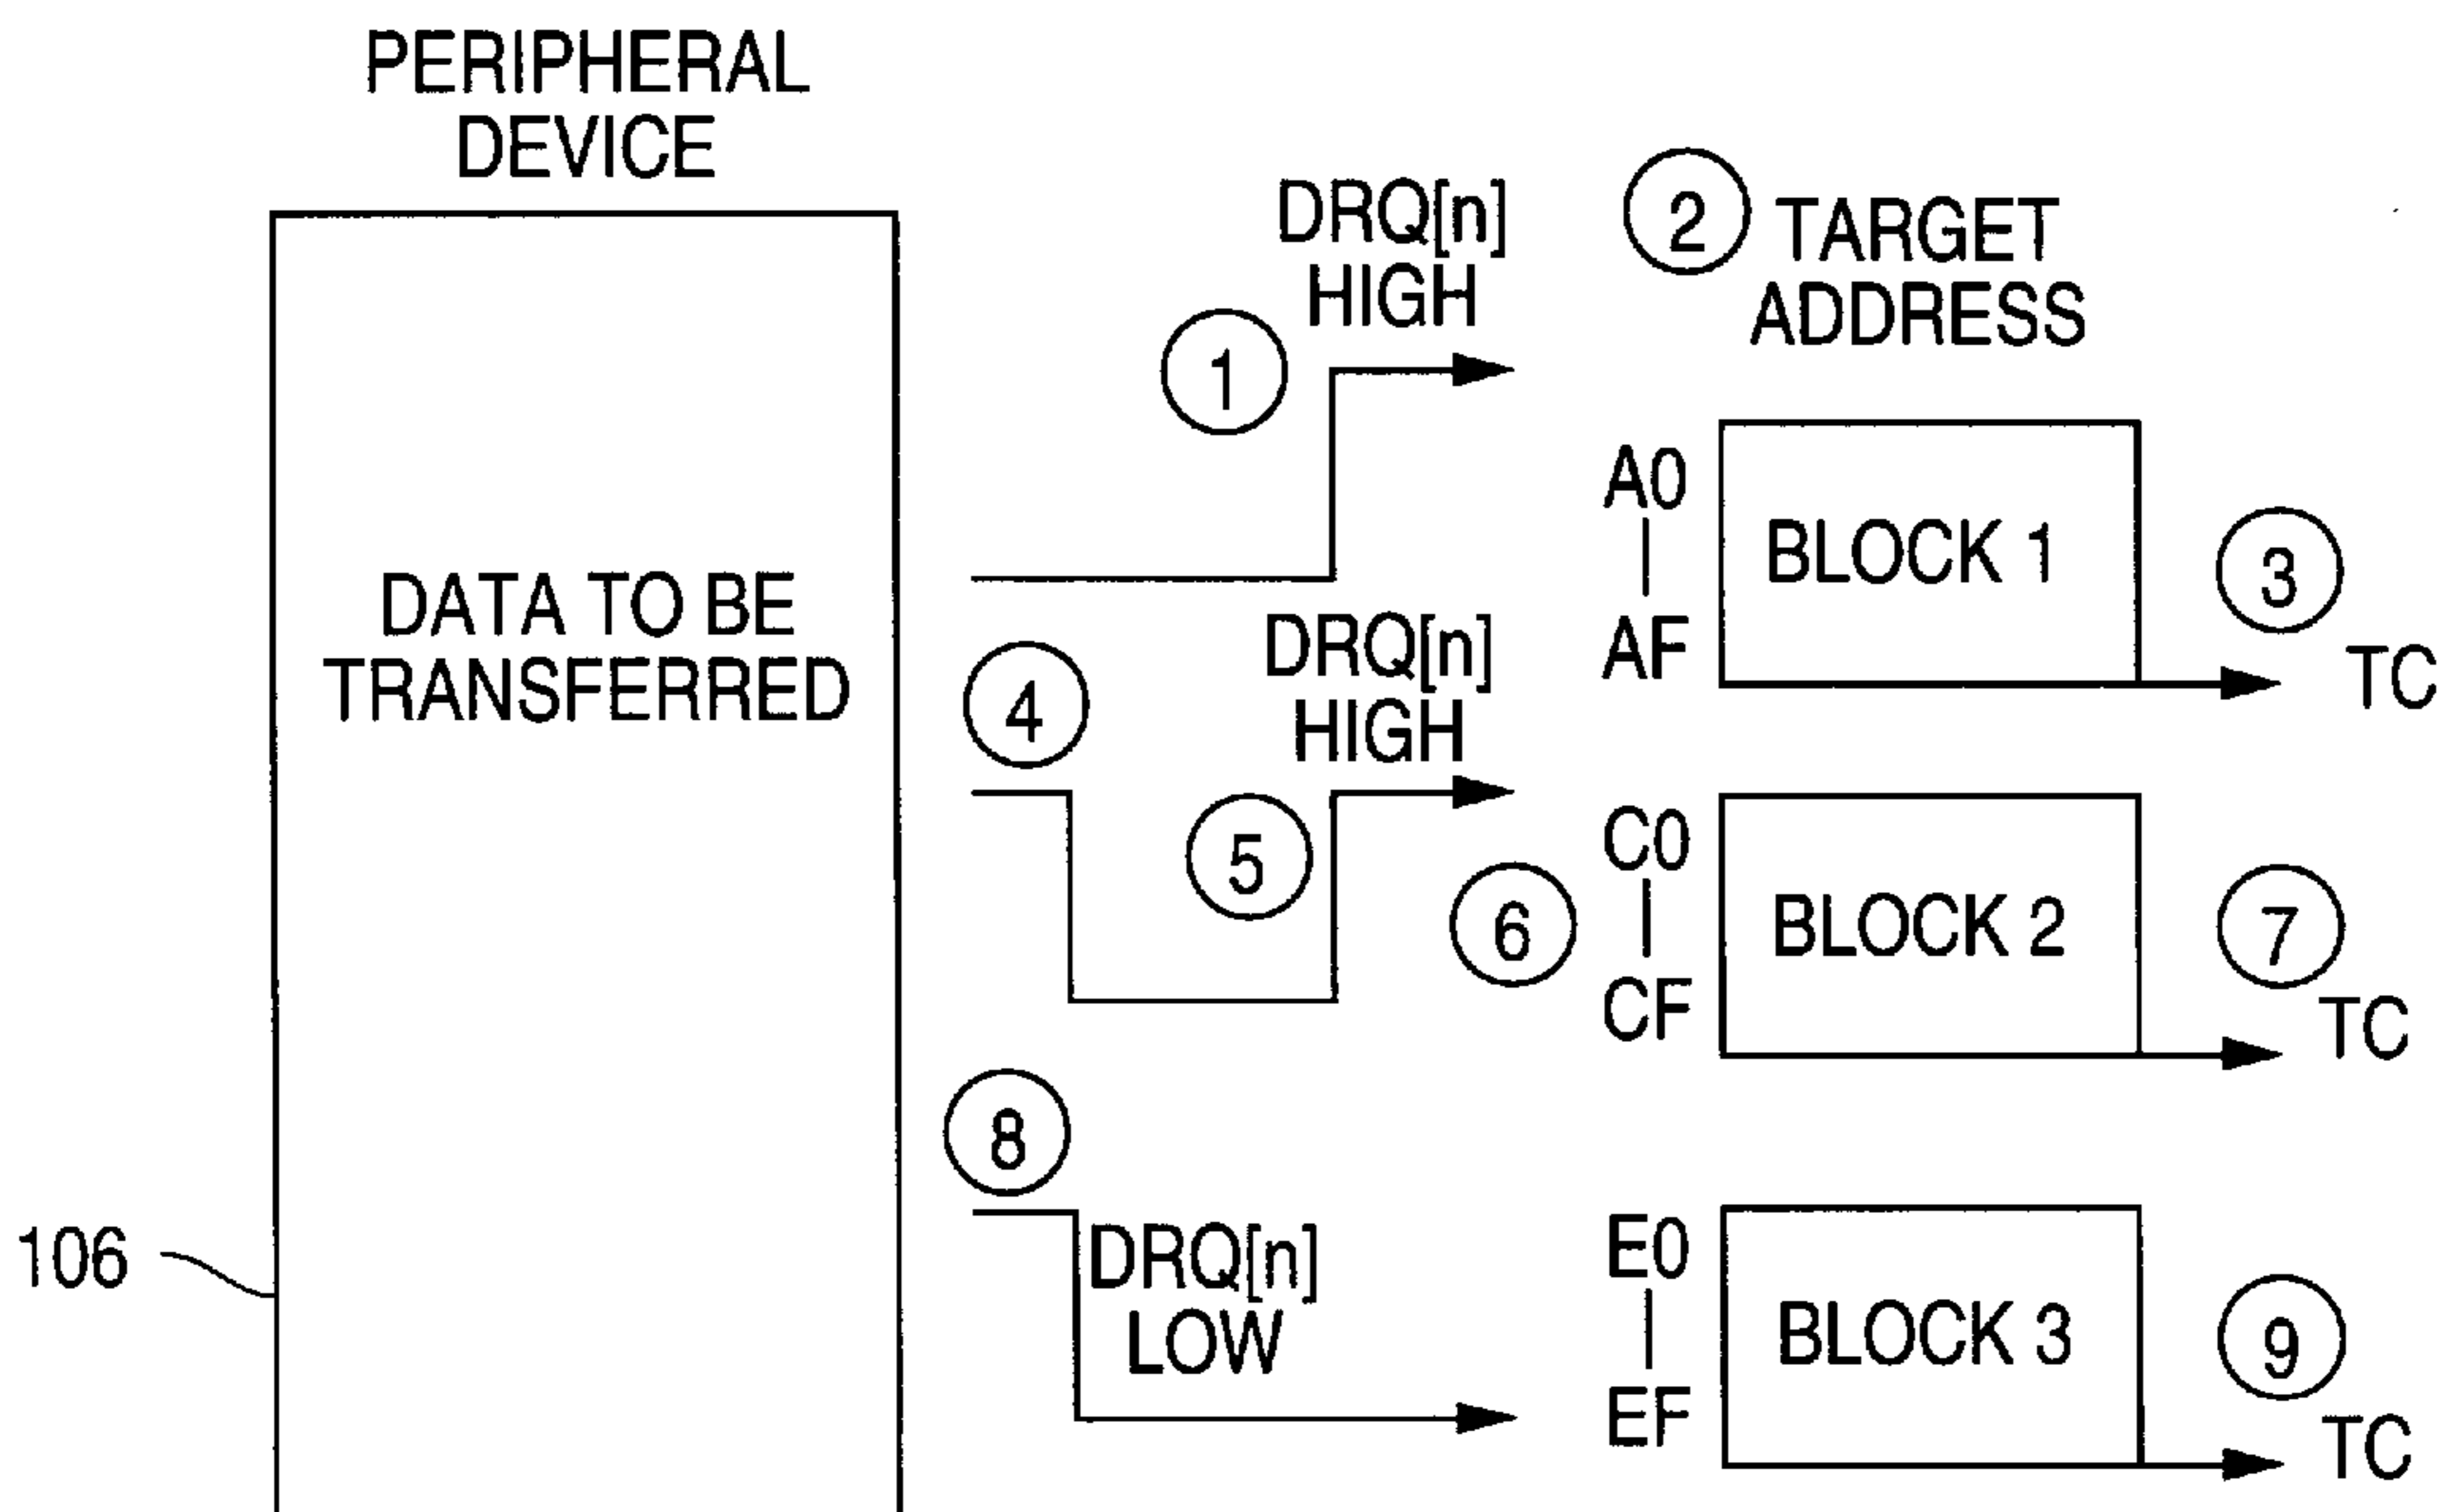 PERIPHERAL
DEVICE
DATA TO BE
TRANSFERRED
106
DRQ[n]
HIGH
1
2
TARGET
ADDRESS
A0
AF
BLOCK 1
3
TC
4
DRQ[n]
HIGH
5
6
C0
CF
BLOCK 2
7
TC
8
DRQ[n]
LOW
E0
EF
BLOCK 3
9
TC